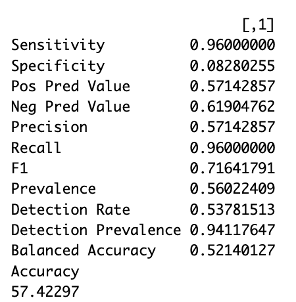 [,1]
Sensitivity 0.96000000
Specificity 0.08280255
Pos Pred Value 0.57142857
Neg Pred Value 0.61904762
Precision 0.57142857
Recall 0.96000000
F1 0.71641791
Prevalence 0.56022409
Detection Rate 0.53781513
Detection Prevalence 0.94117647
Balanced Accuracy 0.52140127
Accuracy
57.42297